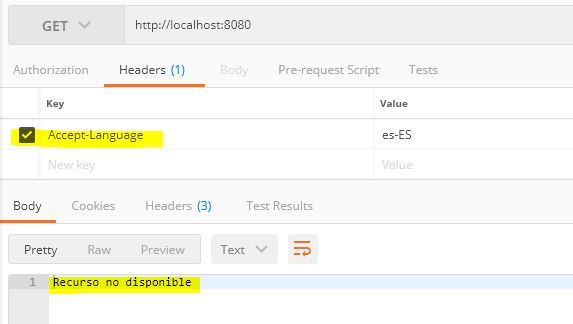 GET http://localhost:8080
Authorization Headers (1) Body Pre-request Script Tests
Key Value
Accept-Language es-ES
New key Value
Body Cookies Headers (3) Test Results
Pretty Raw Preview Text
1 Recurso no disponible